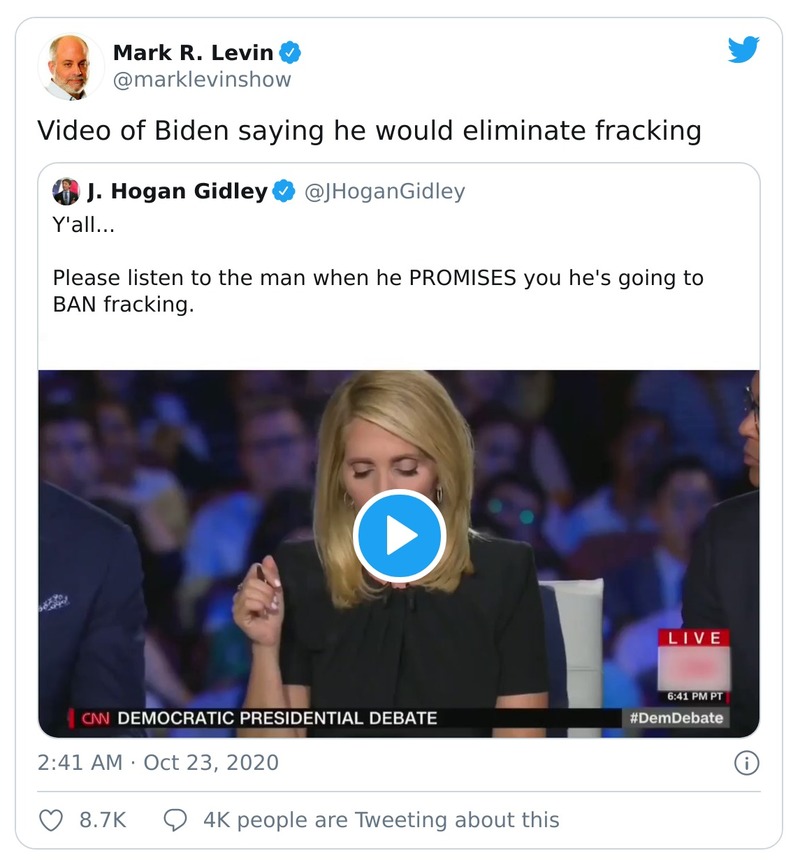 Mark R. Levin
@marklevinshow
Video of Biden saying he would eliminate fracking
J. Hogan Gidley @JHoganGidley
Y'all...
Please listen to the man when he PROMISES you he's going to
BAN fracking.
LIVE
6:41 PM PT
CNN DEMOCRATIC PRESIDENTIAL DEBATE
#DemDebate
2:41 AM · Oct 23, 2020
8.7K
4K people are Tweeting about this